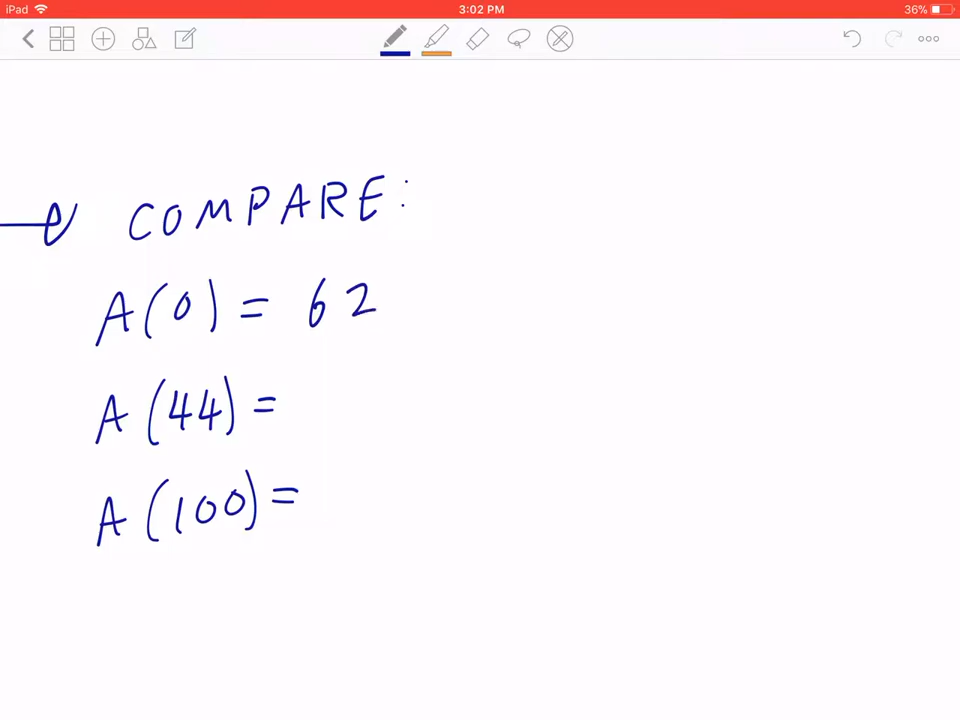 iPad 3:02 PM 36%
COMPARE:
A(0) = 62
A(44) =
A(100) =